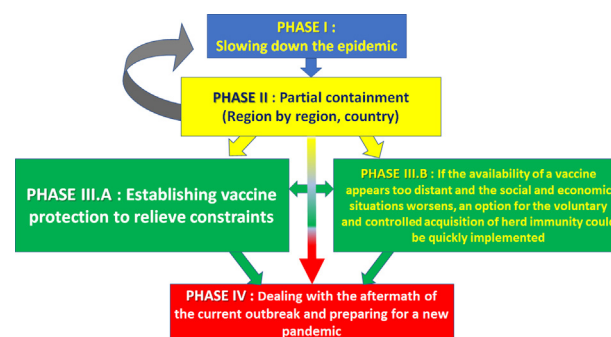 PHASE I :
Slowing down the epidemic
PHASE II : Partial containment
(Region by region, country)
PHASE III.A : Establishing vaccine
protection to relieve constraints
PHASE III.B : If the availability of a vaccine
appears too distant and the social and economic
situations worsens, an option for the voluntary
and controlled acquisition of herd immunity could
be quickly implemented
PHASE IV : Dealing with the aftermath of
the current outbreak and preparing for a new
pandemic